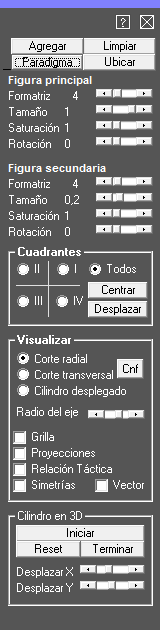 ?
Agregar Limpiar
Paradigma Ubicar
Figura principal
Formatriz 4
Tamaño 1
Saturación 1
Rotación 0
Figura secundaria
Formatriz 4
Tamaño 0,2
Saturación 1
Rotación 0
Cuadrantes
II I Todos
III IV Centrar
Desplazar
Visualizar
Corte radial
Corte transversal Cnf
Cilindro desplegado
Radio del eje
Grilla
Proyecciones
Relación Táctica
Simetrías Vector
Cilindro en 3D
Iniciar
Reset Terminar
Desplazar X
Desplazar Y